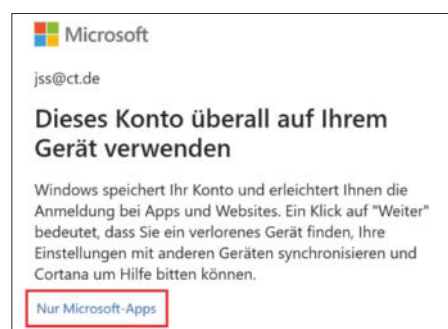 Microsoft
jss@ct.de
Dieses Konto überall auf Ihrem
Gerät verwenden
Windows speichert Ihr Konto und erleichtert Ihnen die
Anmeldung bei Apps und Websites. Ein Klick auf "Weiter"
bedeutet, dass Sie ein verlorenes Gerät finden, Ihre
Einstellungen mit anderen Geräten synchronisieren und
Cortana um Hilfe bitten können.
Nur Microsoft-Apps